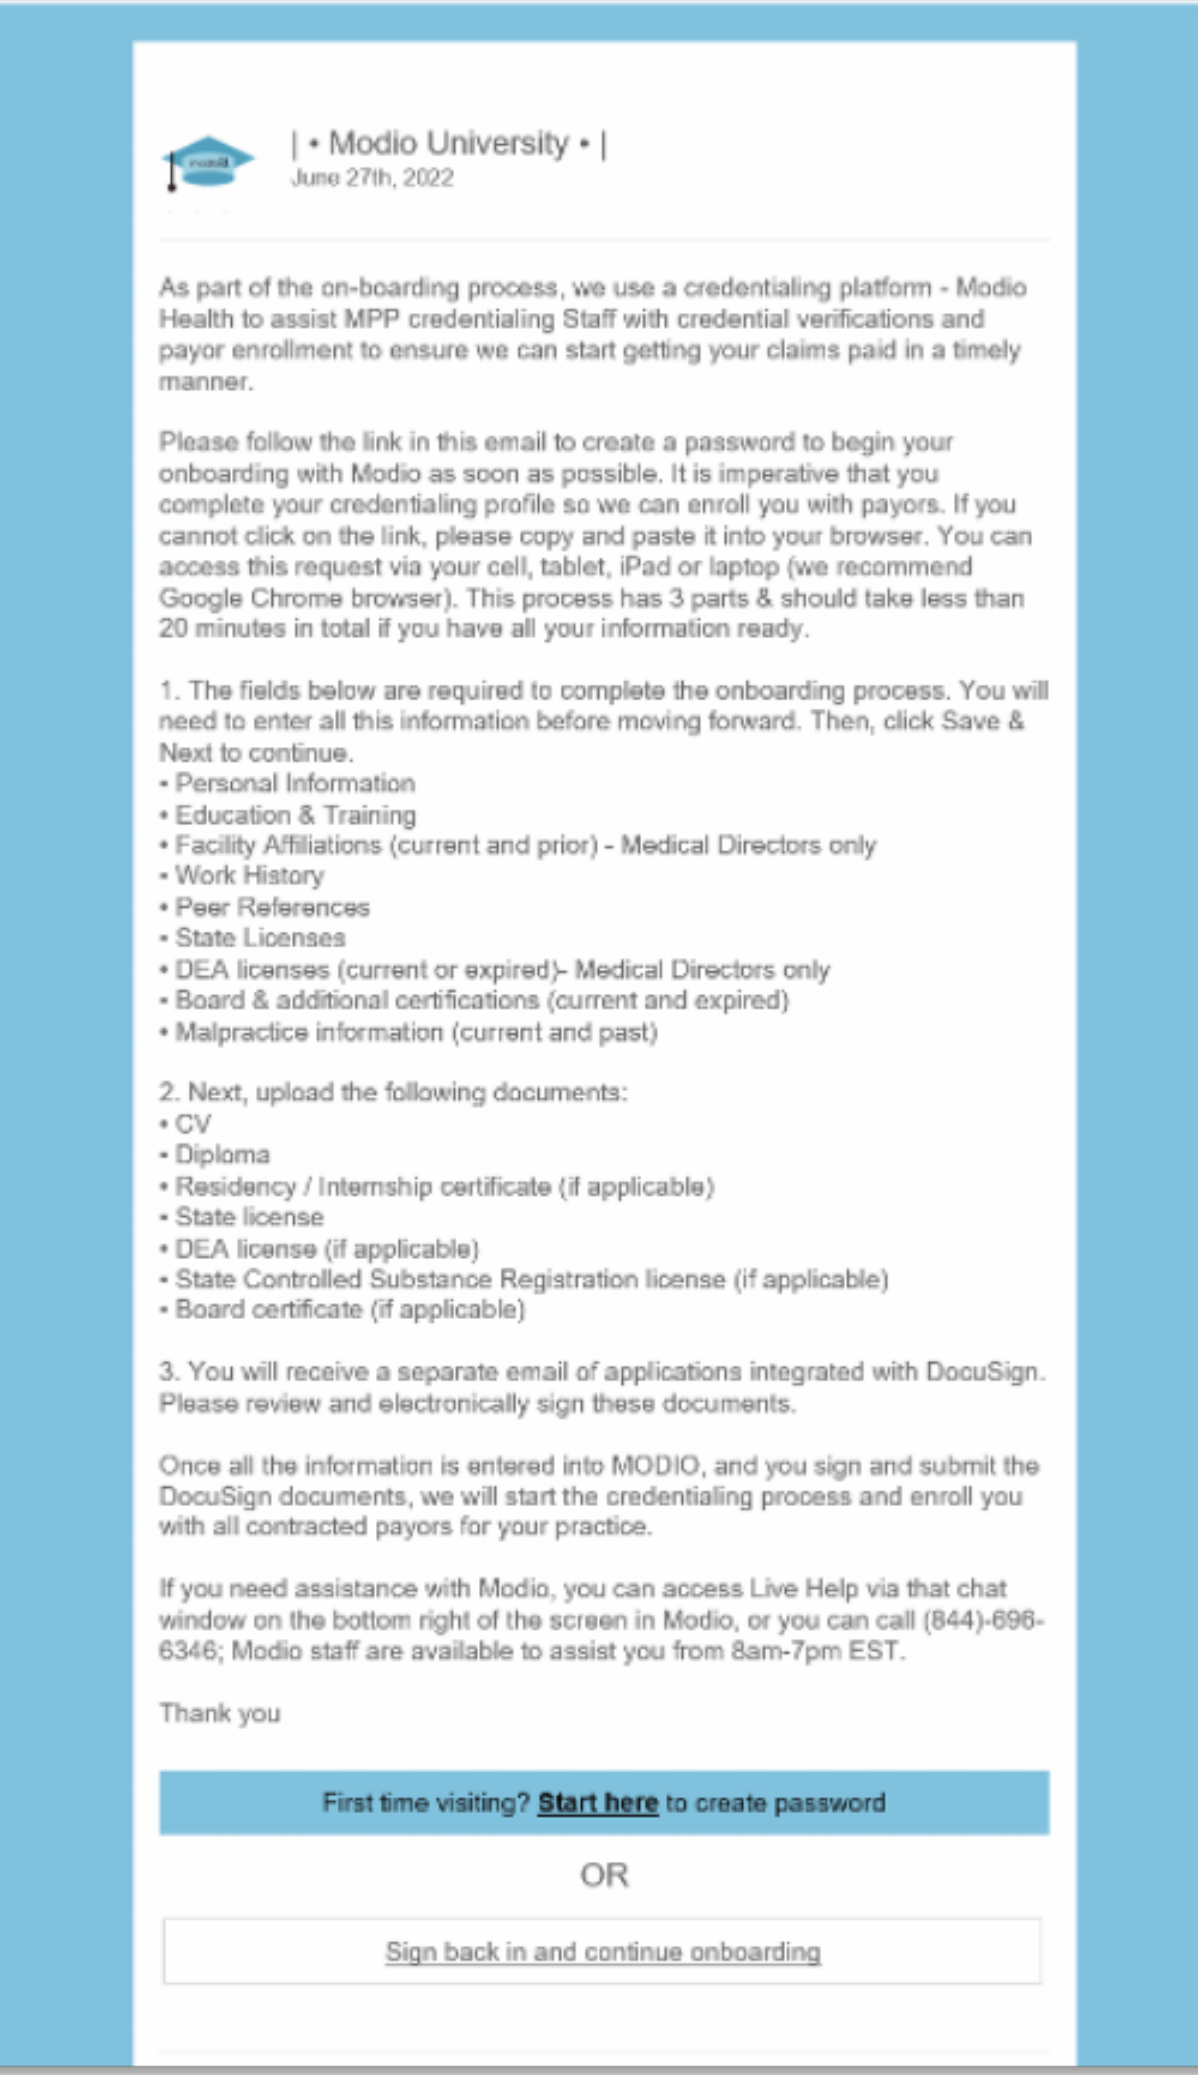 | • Modio University • |
June 27th, 2022
As part of the on-boarding process, we use a credentialing platform - Modio
Health to assist MPP credentialing Staff with credential verifications and
payor enrollment to ensure we can start getting your claims paid in a timely
manner.
Please follow the link in this email to create a password to begin your
onboarding with Modio as soon as possible. It is imperative that you
complete your credentialing profile so we can enroll you with payors. If you
cannot click on the link, please copy and paste it into your browser. You can
access this request via your cell, tablet, iPad or laptop (we recommend
Google Chrome browser). This process has 3 parts & should take less than
20 minutes in total if you have all your information ready.
1. The fields below are required to complete the onboarding process. You will
need to enter all this information before moving forward. Then, click Save &
Next to continue.
• Personal Information
• Education & Training
• Facility Affiliations (current and prior) - Medical Directors only
• Work History
• Peer References
• State Licenses
• DEA licenses (current or expired)- Medical Directors only
• Board & additional certifications (current and expired)
• Malpractice information (current and past)
2. Next, upload the following documents:
• CV
• Diploma
• Residency / Internship certificate (if applicable)
• State license
• DEA license (if applicable)
• State Controlled Substance Registration license (if applicable)
• Board certificate (if applicable)
3. You will receive a separate email of applications integrated with DocuSign.
Please review and electronically sign these documents.
Once all the information is entered into MODIO, and you sign and submit the
DocuSign documents, we will start the credentialing process and enroll you
with all contracted payors for your practice.
If you need assistance with Modio, you can access Live Help via that chat
window on the bottom right of the screen in Modio, or you can call (844)-696-
6346; Modio staff are available to assist you from 8am-7pm EST.
Thank you
First time visiting? Start here to create password
OR
Sign back in and continue onboarding